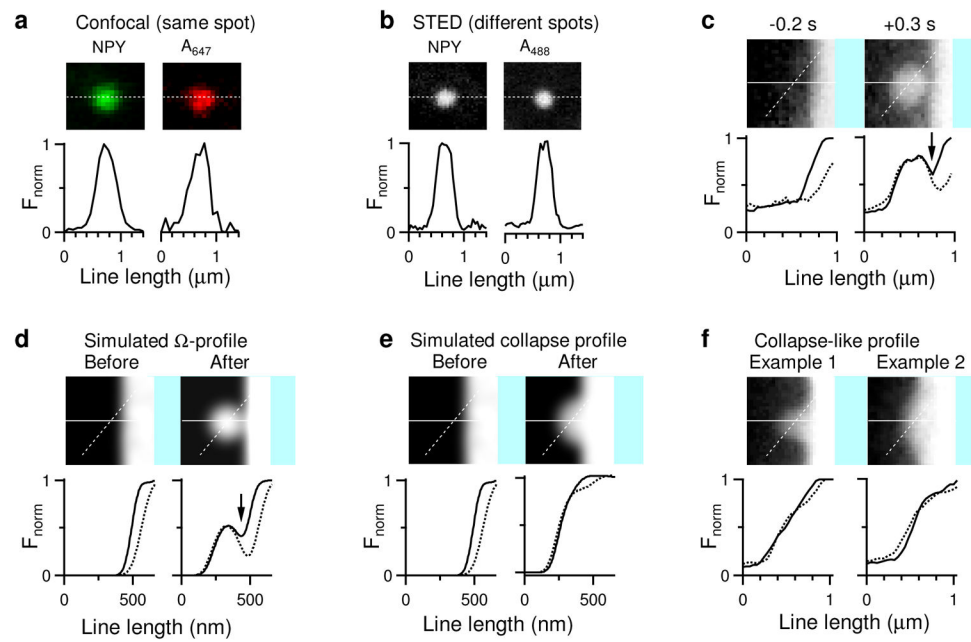 a
Confocal (same spot)
NPY
A647
Fnorm
1
0
0
1
0
1
Line length (μm)
b
STED (different spots)
NPY
A488
Fnorm
1
0
0
1
0
1
Line length (μm)
c
-0.2 s
+0.3 s
Fnorm
1
0
0
1
0
1
Line length (μm)
d
Simulated Ω-profile
Before
After
Fnorm
1
0
0
500
0
500
Line length (nm)
e
Simulated collapse profile
Before
After
Fnorm
1
0
0
500
0
500
Line length (nm)
f
Collapse-like profile
Example 1
Example 2
Fnorm
1
0
0
1
0
1
Line length (μm)